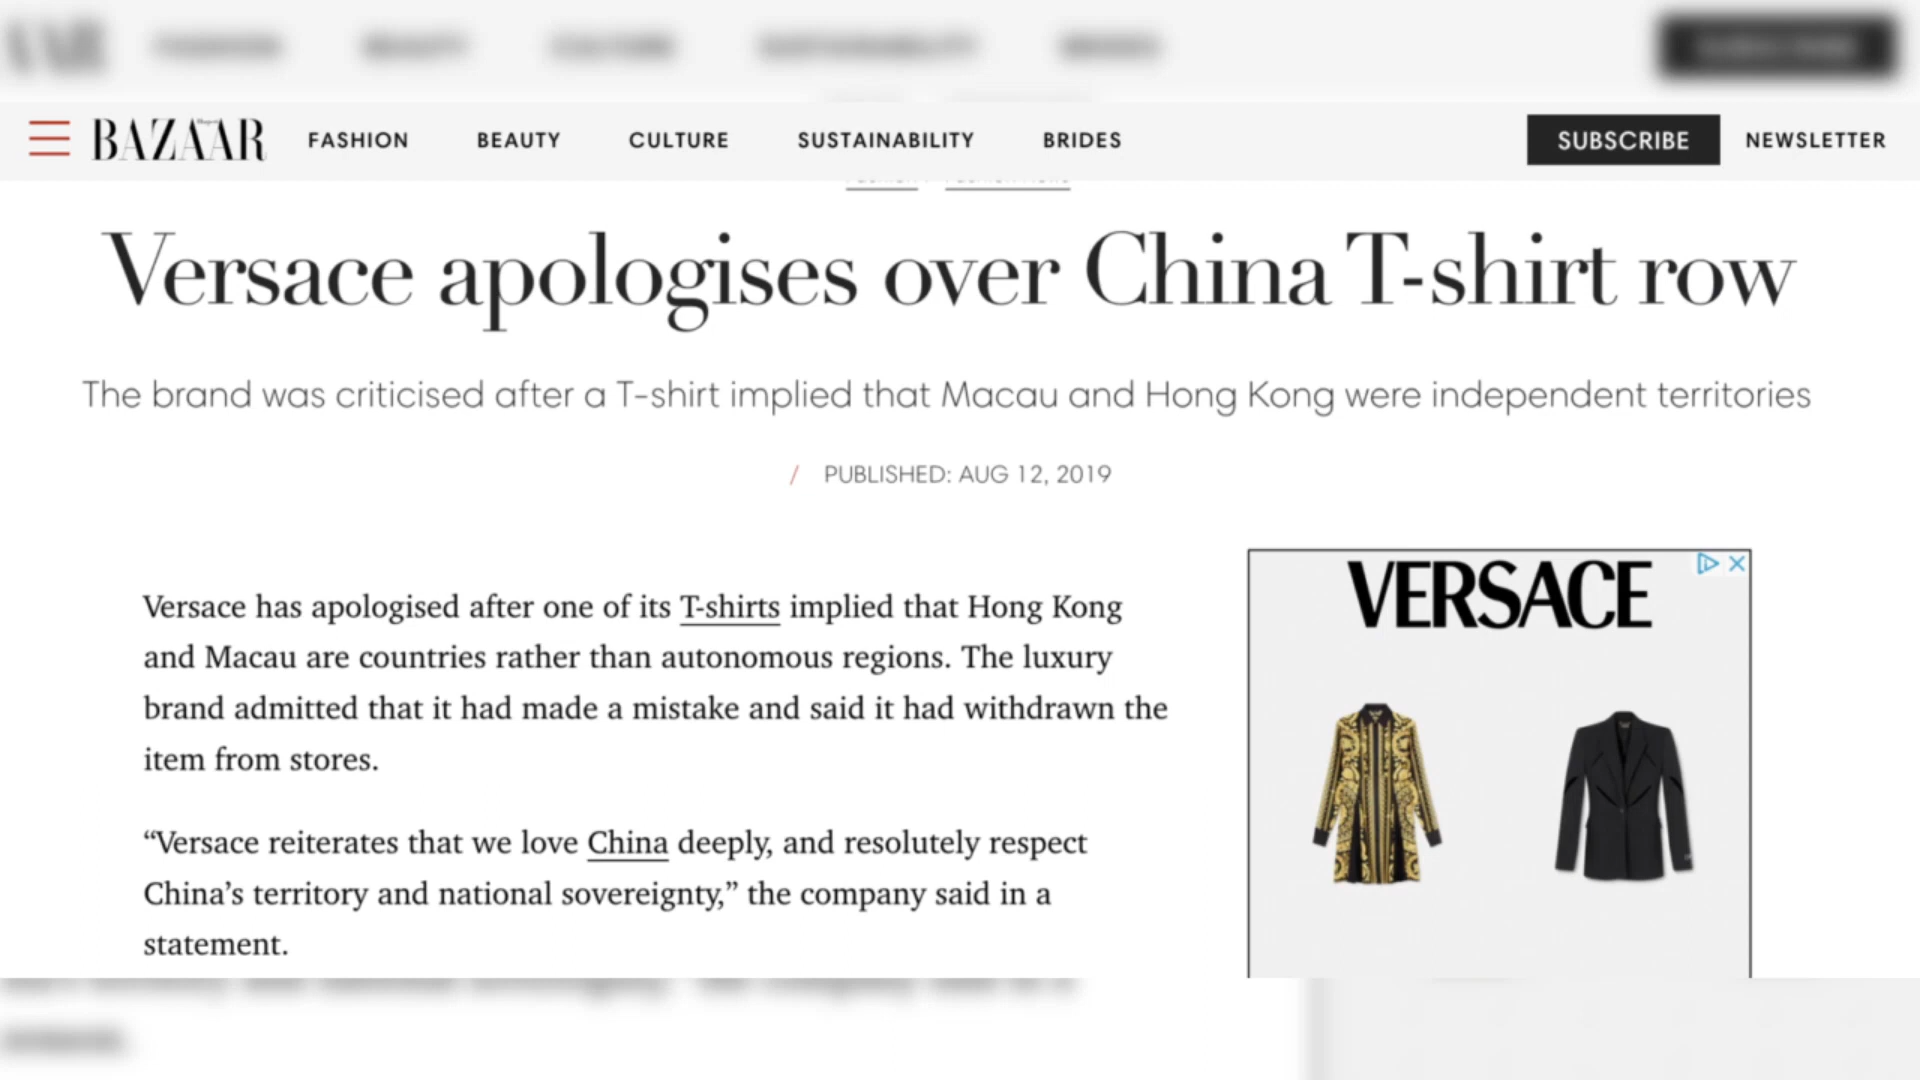 BAZAAR FASHION BEAUTY CULTURE SUSTAINABILITY BRIDES SUBSCRIBE NEWSLETTER
Versace apologises over China T-shirt row
The brand was criticised after a T-shirt implied that Macau and Hong Kong were independent territories
/ PUBLISHED: AUG 12, 2019
VERSACE
Versace has apologised after one of its T-shirts implied that Hong Kong
and Macau are countries rather than autonomous regions. The luxury
brand admitted that it had made a mistake and said it had withdrawn the
item from stores.
“Versace reiterates that we love China deeply, and resolutely respect
China’s territory and national sovereignty,” the company said in a
statement.